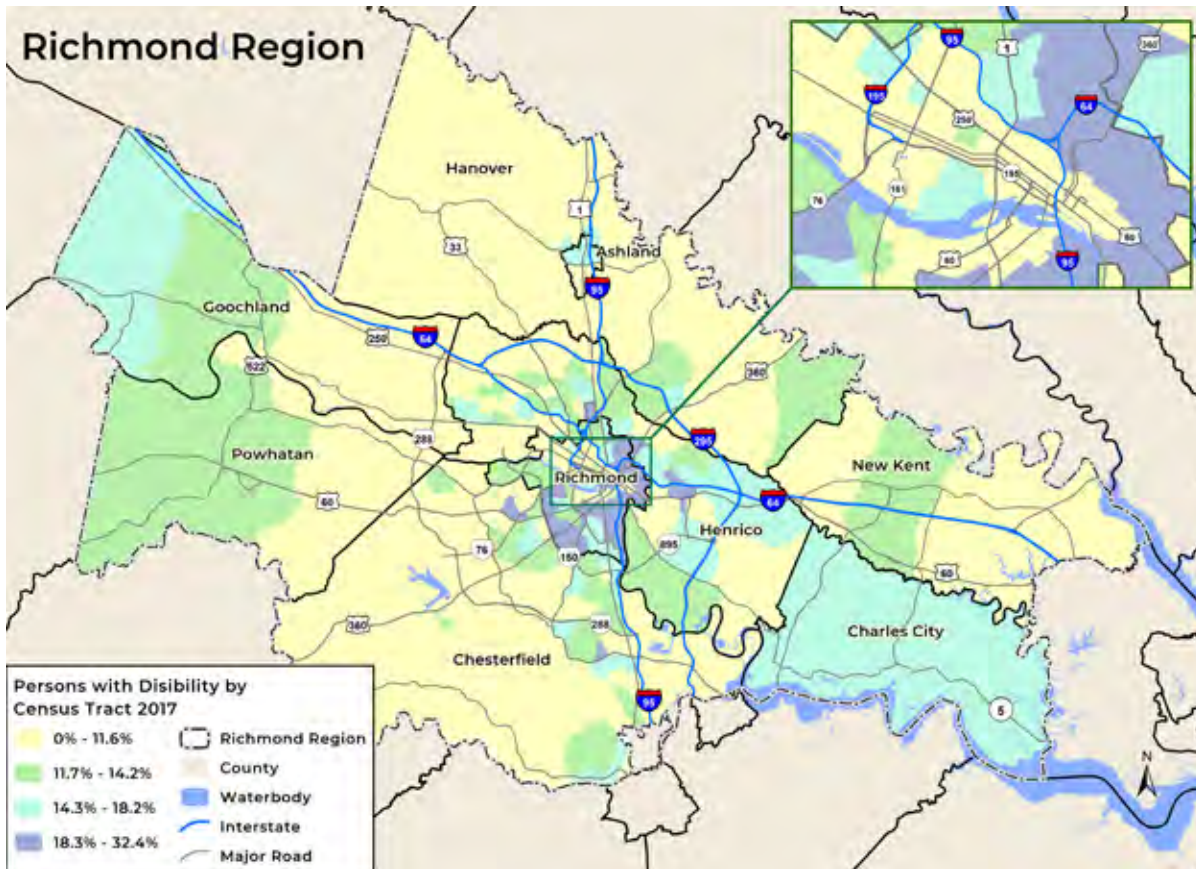 Richmond Region
95
1
360
195
64
250
195
161
76
60
60
95
Hanover
1
33
Ashland
95
Goochland
64
250
360
522
288
295
Powhatan
New Kent
Richmond
60
64
Henrico
76
150
895
60
288
Charles City
360
Chesterfield
95
5
N
Persons with Disibility by
Census Tract 2017
0% - 11.6%
11.7% - 14.2%
14.3% - 18.2%
18.3% - 32.4%
Richmond Region
County
Waterbody
Interstate
Major Road